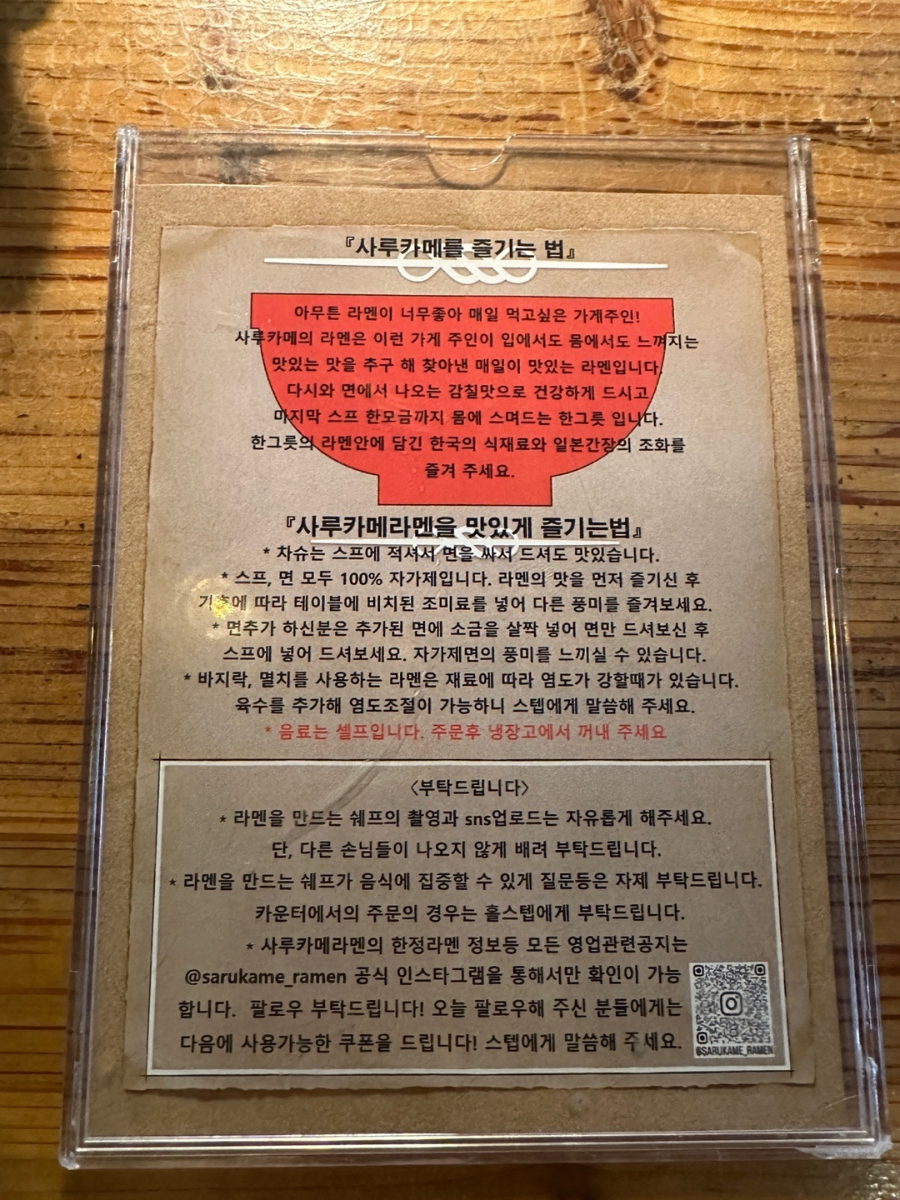 『사루카메를 즐기는 법』
아무튼 라멘이 너무좋아 매일 먹고싶은 가게주인!
사루카메의 라멘은 이런 가게 주인이 입에서도 몸에서도 느껴지는
맛있는 맛을 추구 해 찾아낸 매일이 맛있는 라멘입니다.
다시와 면에서 나오는 감칠맛으로 건강하게 드시고
마지막 스프 한모금까지 몸에 스며드는 한그릇 입니다.
한그릇의 라멘안에 담긴 한국의 식재료와 일본간장의 조화를
즐겨 주세요.
『사루카메라멘을 맛있게 즐기는법』
* 차슈는 스프에 적셔서 면을 싸서 드셔도 맛있습니다.
* 스프, 면 모두 100% 자가제입니다. 라멘의 맛을 먼저 즐기신 후
기호에 따라 테이블에 비치된 조미료를 넣어 다른 풍미를 즐겨보세요.
* 면추가 하신분은 추가된 면에 소금을 살짝 넣어 면만 드셔보신 후
스프에 넣어 드셔보세요. 자가제면의 풍미를 느끼실 수 있습니다.
* 바지락, 멸치를 사용하는 라멘은 재료에 따라 염도가 강할때가 있습니다.
육수를 추가해 염도조절이 가능하니 스텝에게 말씀해 주세요.
* 음료는 셀프입니다. 주문후 냉장고에서 꺼내 주세요
〈부탁드립니다〉
* 라멘을 만드는 쉐프의 촬영과 sns업로드는 자유롭게 해주세요.
단, 다른 손님들이 나오지 않게 배려 부탁드립니다.
* 라멘을 만드는 쉐프가 음식에 집중할 수 있게 질문등은 자제 부탁드립니다.
카운터에서의 주문의 경우는 홀스텝에게 부탁드립니다.
* 사루카메라멘의 한정라멘 정보등 모든 영업관련공지는
@sarukame_ramen 공식 인스타그램을 통해서만 확인이 가능
합니다. 팔로우 부탁드립니다! 오늘 팔로우해 주신 분들에게는
다음에 사용가능한 쿠폰을 드립니다! 스텝에게 말씀해 주세요.
@SARUKAME_RAMEN